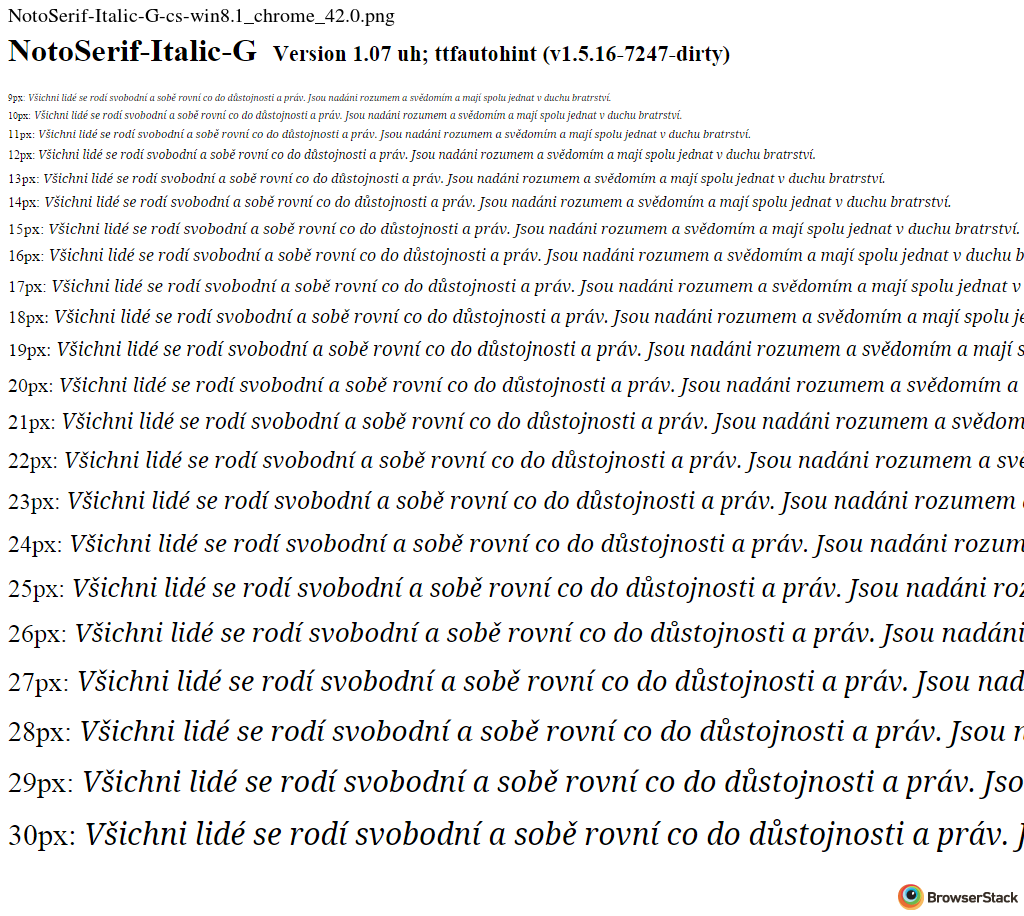 NotoSerif-Italic-G-cs-win8.1_chrome_42.0.png
NotoSerif-Italic-G Version 1.07 uh; ttfautohint (v1.5.16-7247-dirty)
9px: Všichni lidé se rodí svobodní a sobě rovní co do důstojnosti a práv. Jsou nadáni rozumem a svědomím a mají spolu jednat v duchu bratrství.
10px: Všichni lidé se rodí svobodní a sobě rovní co do důstojnosti a práv. Jsou nadáni rozumem a svědomím a mají spolu jednat v duchu bratrství.
11px: Všichni lidé se rodí svobodní a sobě rovní co do důstojnosti a práv. Jsou nadáni rozumem a svědomím a mají spolu jednat v duchu bratrství.
12px: Všichni lidé se rodí svobodní a sobě rovní co do důstojnosti a práv. Jsou nadáni rozumem a svědomím a mají spolu jednat v duchu bratrství.
13px: Všichni lidé se rodí svobodní a sobě rovní co do důstojnosti a práv. Jsou nadáni rozumem a svědomím a mají spolu jednat v duchu bratrství.
14px: Všichni lidé se rodí svobodní a sobě rovní co do důstojnosti a práv. Jsou nadáni rozumem a svědomím a mají spolu jednat v duchu bratrství.
15px: Všichni lidé se rodí svobodní a sobě rovní co do důstojnosti a práv. Jsou nadáni rozumem a svědomím a mají spolu jednat v duchu bratrství.
16px: Všichni lidé se rodí svobodní a sobě rovní co do důstojnosti a práv. Jsou nadáni rozumem a svědomím a mají spolu jednat v duchu b
17px: Všichni lidé se rodí svobodní a sobě rovní co do důstojnosti a práv. Jsou nadáni rozumem a svědomím a mají spolu jednat v
18px: Všichni lidé se rodí svobodní a sobě rovní co do důstojnosti a práv. Jsou nadáni rozumem a svědomím a mají spolu je
19px: Všichni lidé se rodí svobodní a sobě rovní co do důstojnosti a práv. Jsou nadáni rozumem a svědomím a mají s
20px: Všichni lidé se rodí svobodní a sobě rovní co do důstojnosti a práv. Jsou nadáni rozumem a svědomím a
21px: Všichni lidé se rodí svobodní a sobě rovní co do důstojnosti a práv. Jsou nadáni rozumem a svědom
22px: Všichni lidé se rodí svobodní a sobě rovní co do důstojnosti a práv. Jsou nadáni rozumem a svě
23px: Všichni lidé se rodí svobodní a sobě rovní co do důstojnosti a práv. Jsou nadáni rozumem
24px: Všichni lidé se rodí svobodní a sobě rovní co do důstojnosti a práv. Jsou nadáni rozum
25px: Všichni lidé se rodí svobodní a sobě rovní co do důstojnosti a práv. Jsou nadáni roz
26px: Všichni lidé se rodí svobodní a sobě rovní co do důstojnosti a práv. Jsou nadáni
27px: Všichni lidé se rodí svobodní a sobě rovní co do důstojnosti a práv. Jsou nad
28px: Všichni lidé se rodí svobodní a sobě rovní co do důstojnosti a práv. Jsou n
29px: Všichni lidé se rodí svobodní a sobě rovní co do důstojnosti a práv. Jso
30px: Všichni lidé se rodí svobodní a sobě rovní co do důstojnosti a práv. J
BrowserStack